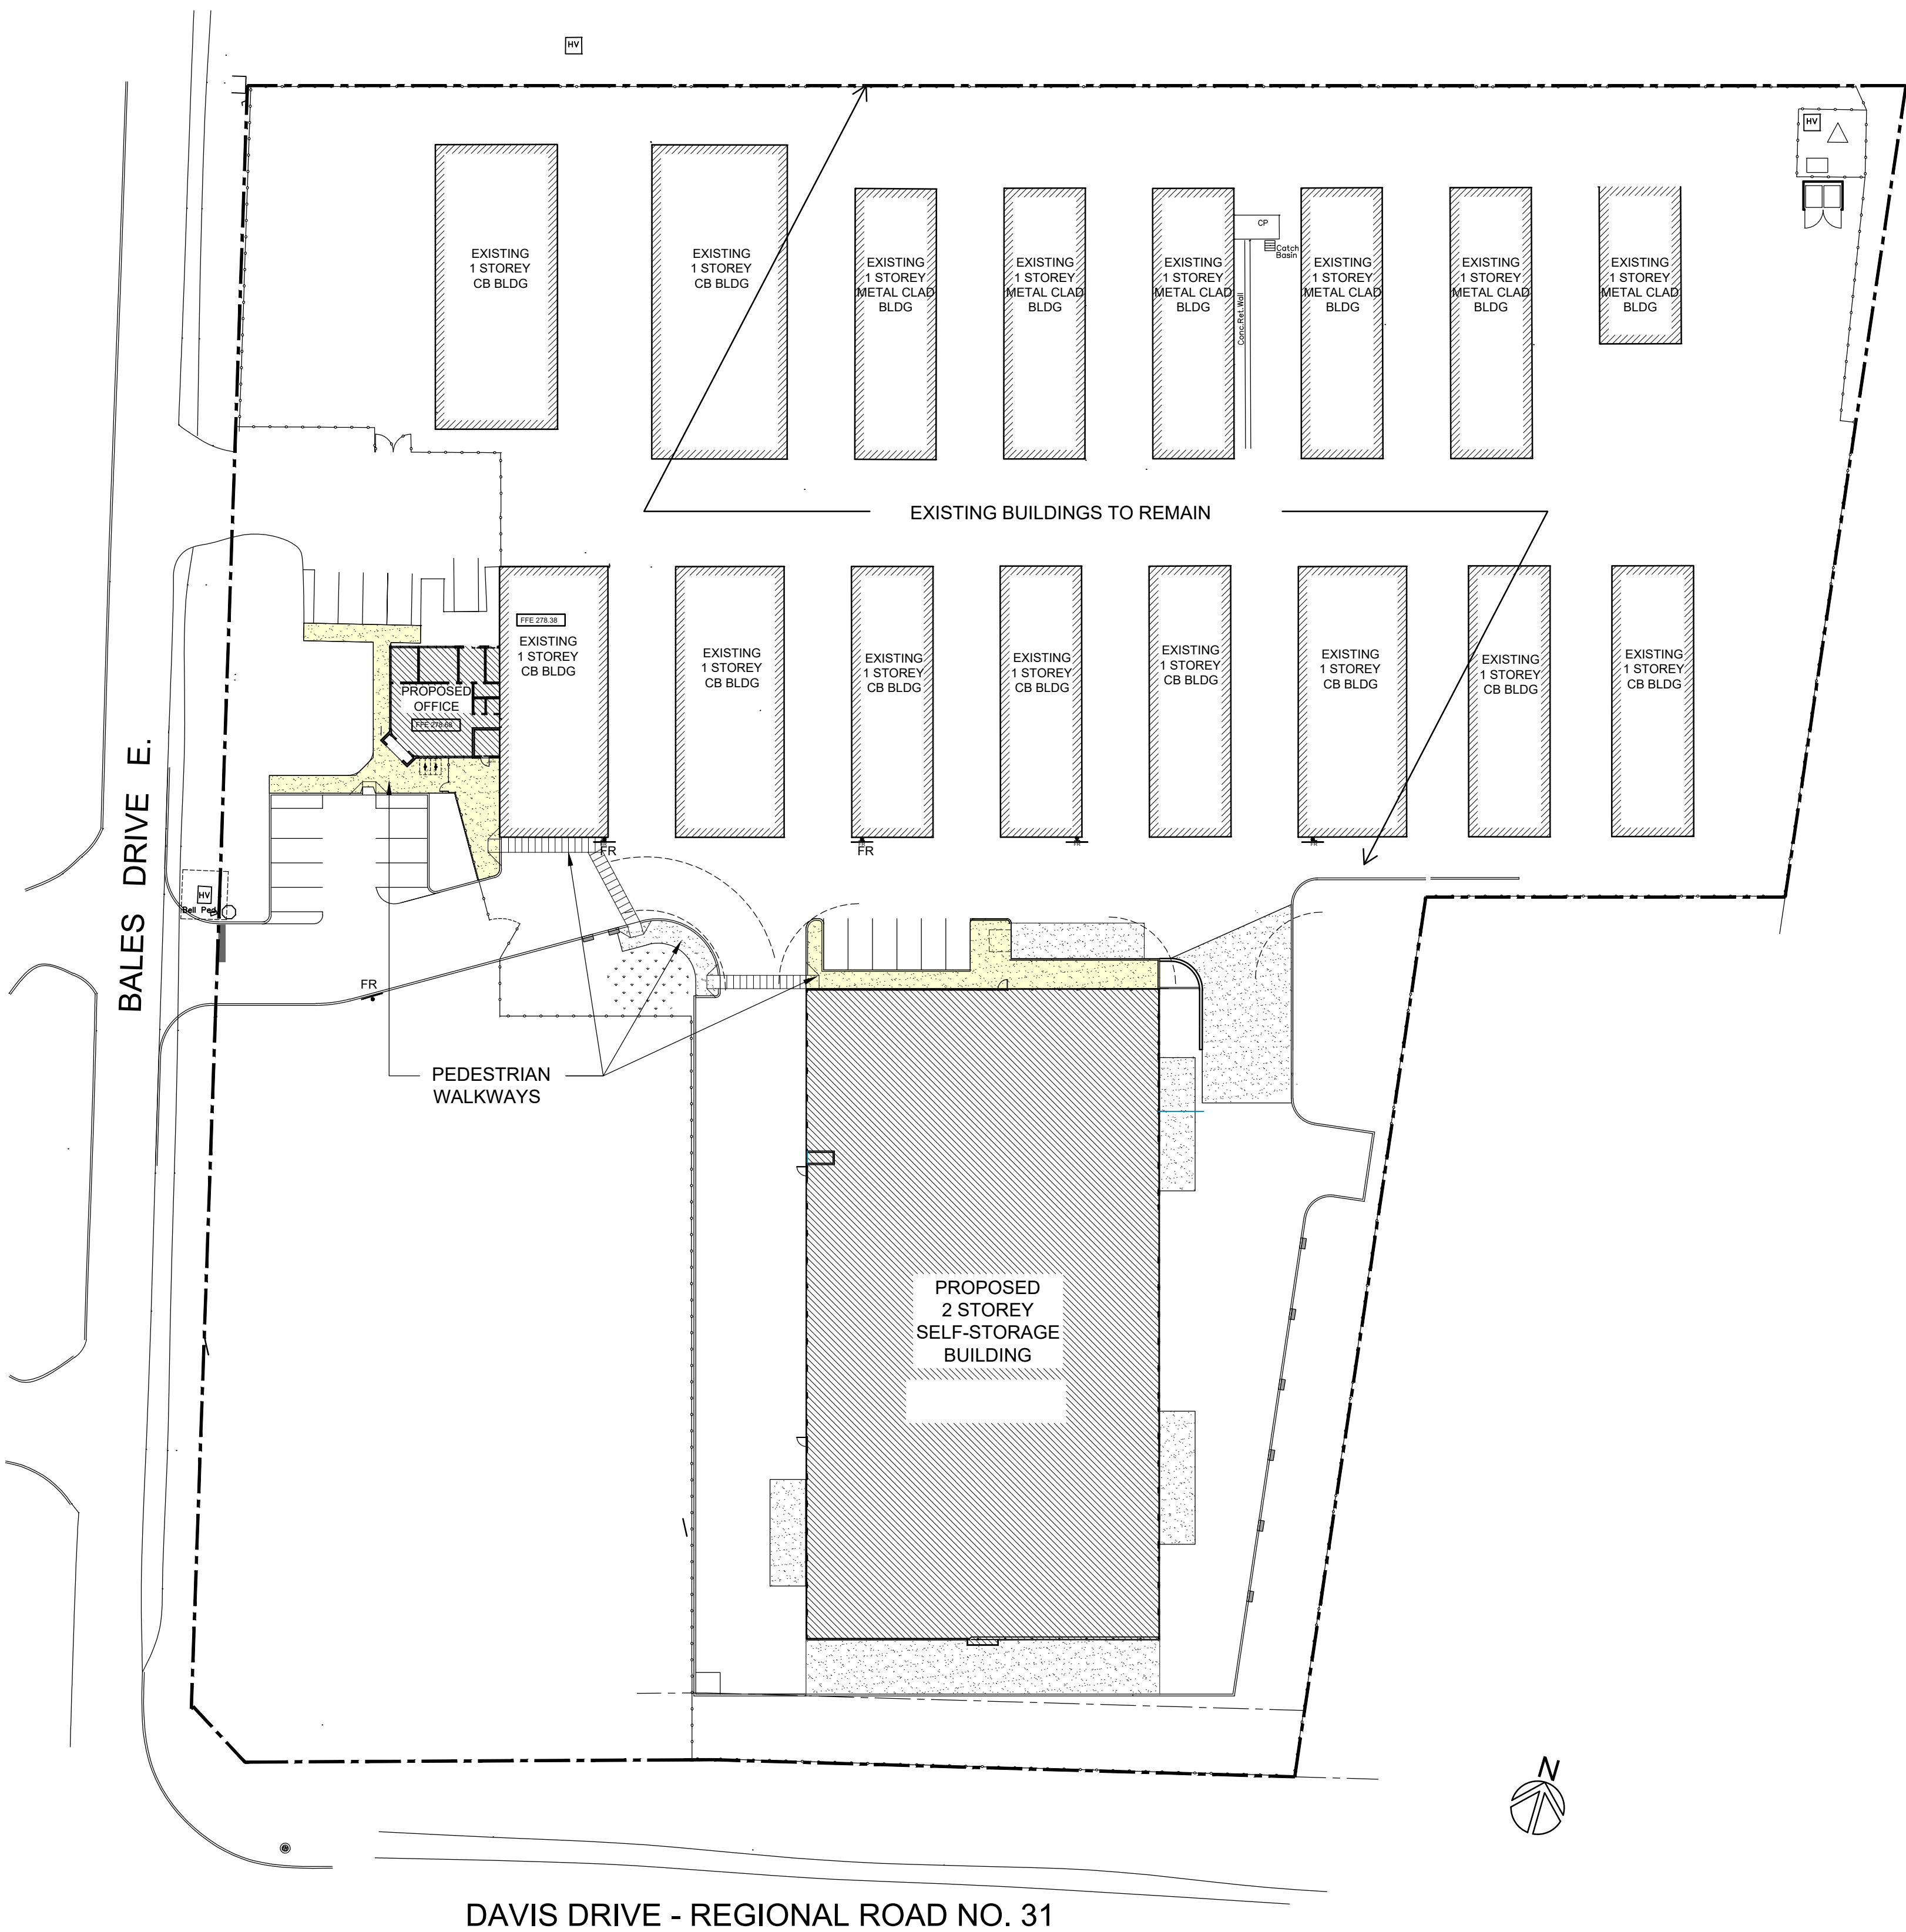 HV
HV
EXISTING
1 STOREY
CB BLDG
EXISTING
1 STOREY
CB BLDG
EXISTING
1 STOREY
METAL CLAD
BLDG
EXISTING
1 STOREY
METAL CLAD
BLDG
EXISTING
1 STOREY
METAL CLAD
BLDG
CP
Catch
Basin
Conc.Ret.Wall
EXISTING
1 STOREY
METAL CLAD
BLDG
EXISTING
1 STOREY
METAL CLAD
BLDG
EXISTING
1 STOREY
METAL CLAD
BLDG
EXISTING BUILDINGS TO REMAIN
FFE 278.38
EXISTING
1 STOREY
CB BLDG
EXISTING
1 STOREY
CB BLDG
EXISTING
1 STOREY
CB BLDG
EXISTING
1 STOREY
CB BLDG
EXISTING
1 STOREY
CB BLDG
EXISTING
1 STOREY
CB BLDG
EXISTING
1 STOREY
CB BLDG
EXISTING
1 STOREY
CB BLDG
PROPOSED
OFFICE
BALES DRIVE E.
FR
FR
HV
Bell Ped
FR
PEDESTRIAN
WALKWAYS
PROPOSED
2 STOREY
SELF-STORAGE
BUILDING
N
DAVIS DRIVE - REGIONAL ROAD NO. 31